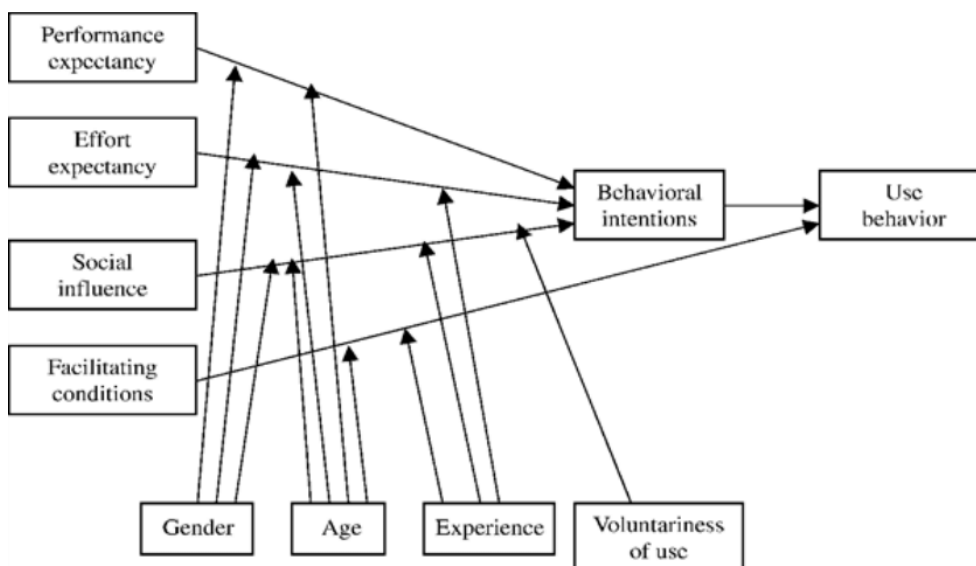 Performance
expectancy
Effort
expectancy
Social
influence
Facilitating
conditions
Behavioral
intentions
Use
behavior
Gender
Age
Experience
Voluntariness
of use